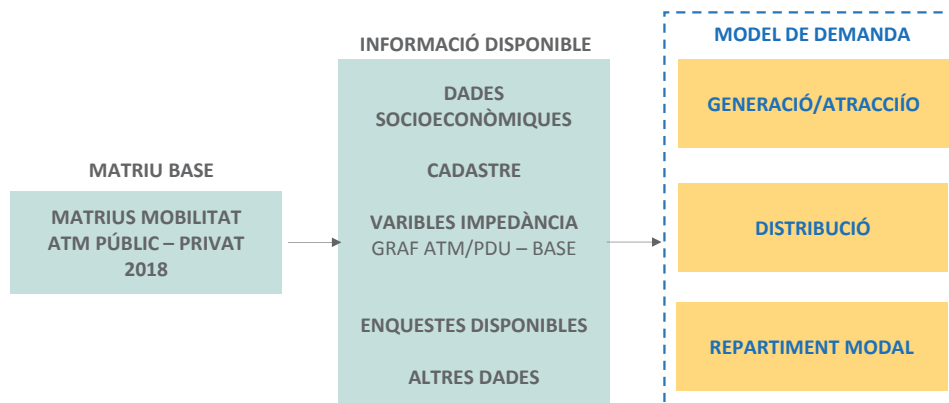 MATRIU BASE
MATRIUS MOBILITAT
ATM PÚBLIC – PRIVAT
2018
INFORMACIÓ DISPONIBLE
DADES
SOCIOECONÒMIQUES
CADASTRE
VARIBLES IMPEDÀNCIA
GRAF ATM/PDU – BASE
ENQUESTES DISPONIBLES
ALTRES DADES
MODEL DE DEMANDA
GENERACIÓ/ATRACCIÍO
DISTRIBUCIÓ
REPARTIMENT MODAL